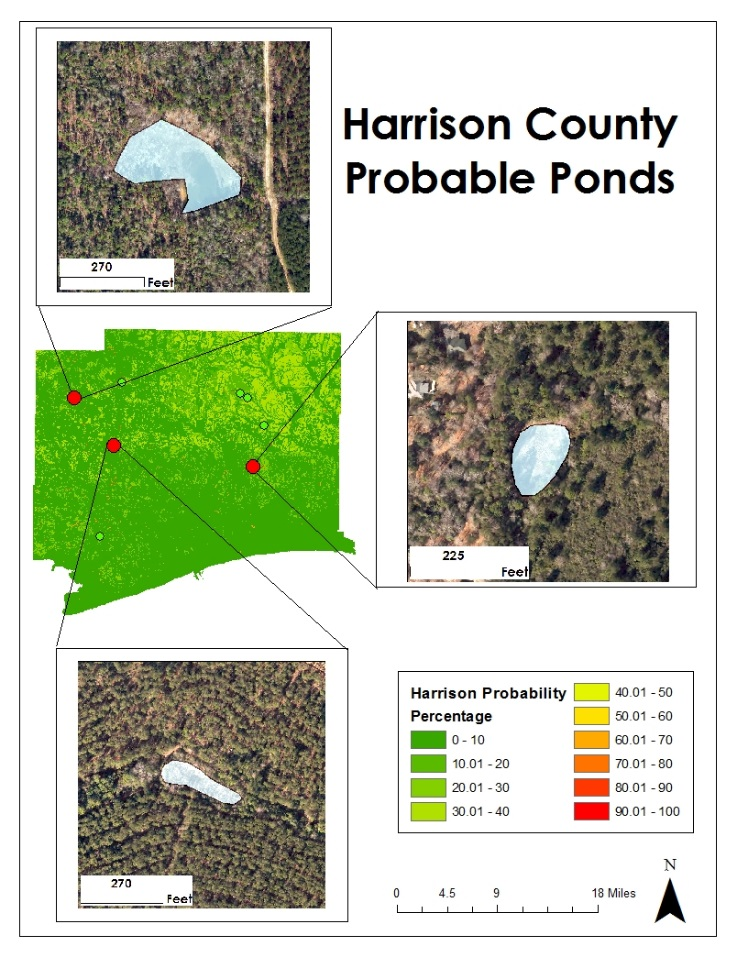 Harrison County
Probable Ponds
270
Feet
225
Feet
270
Feet
Harrison Probability
Percentage
0 - 10
10.01 - 20
20.01 - 30
30.01 - 40
40.01 - 50
50.01 - 60
60.01 - 70
70.01 - 80
80.01 - 90
90.01 - 100
N
0 4.5 9 18 Miles